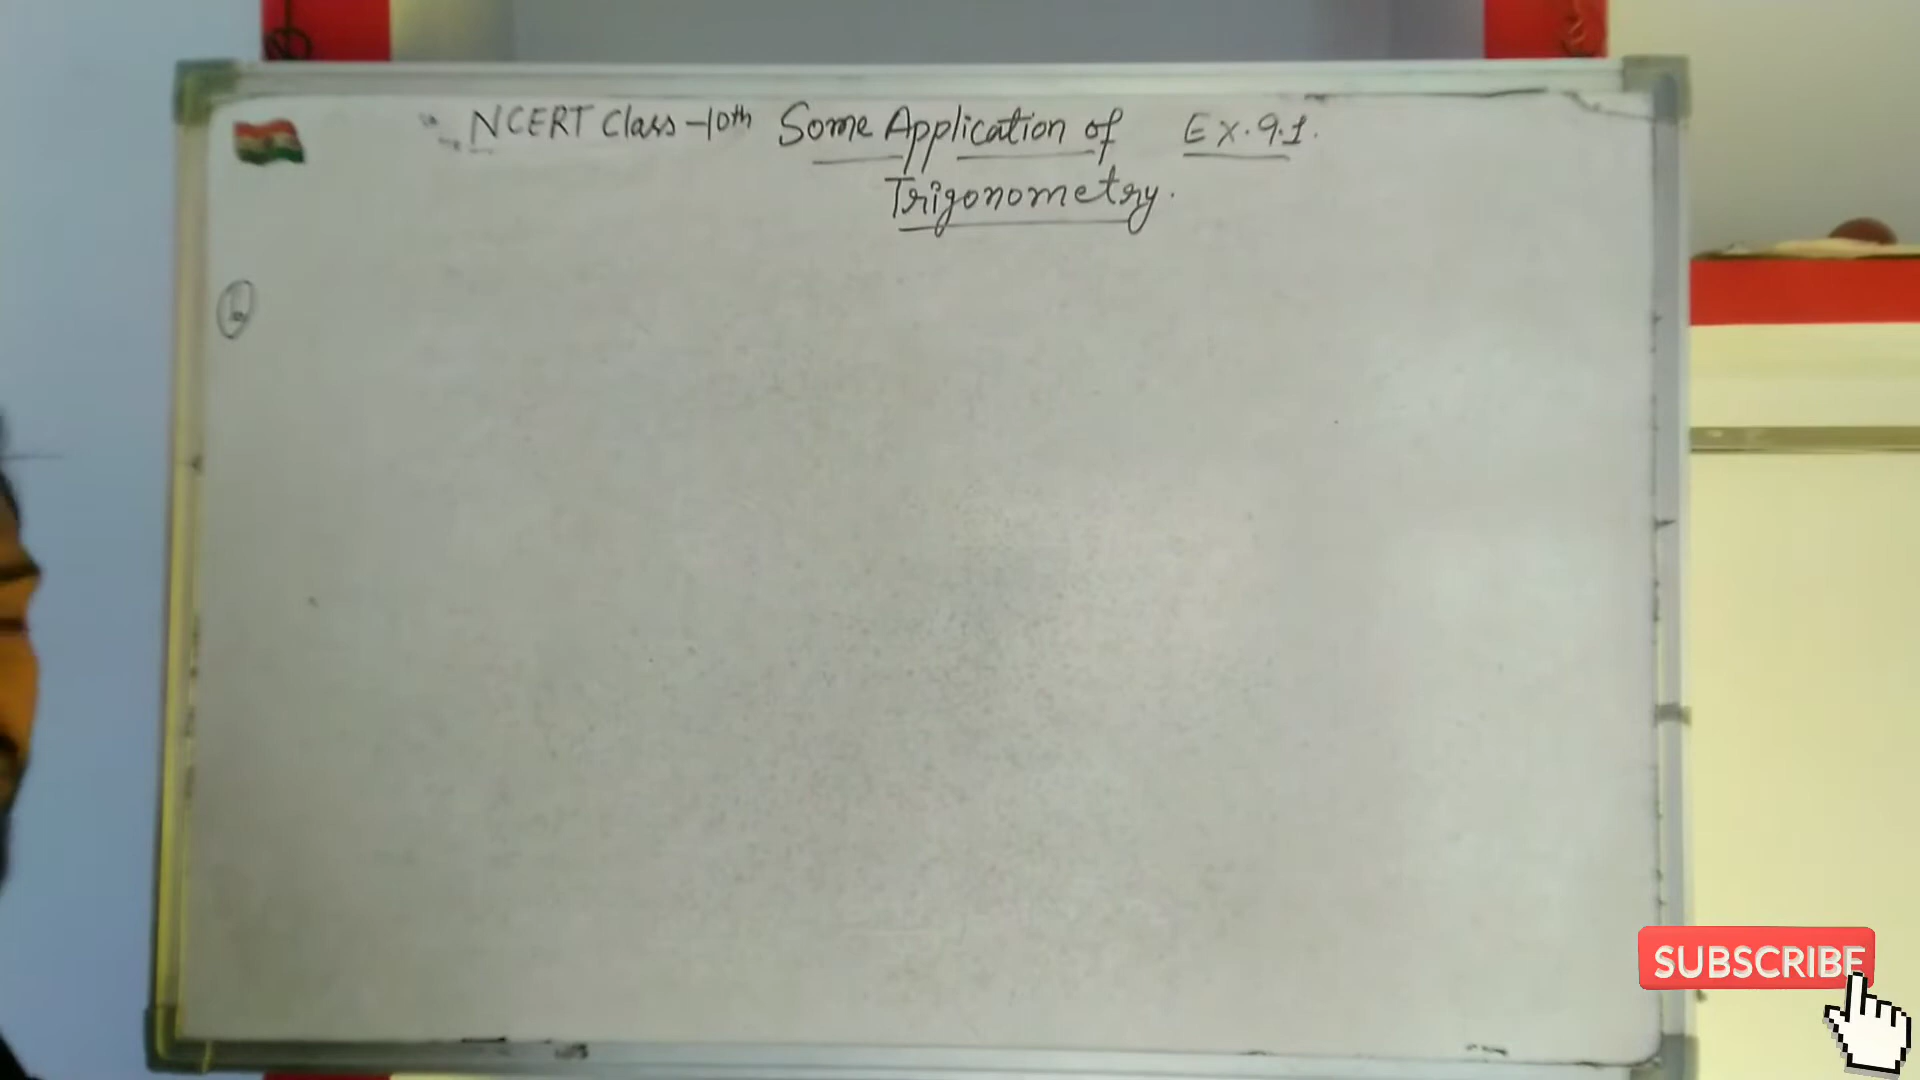 NCERT Class-10th Some Application of Ex. 9.1.
Trigonometry.
SUBSCRIBE